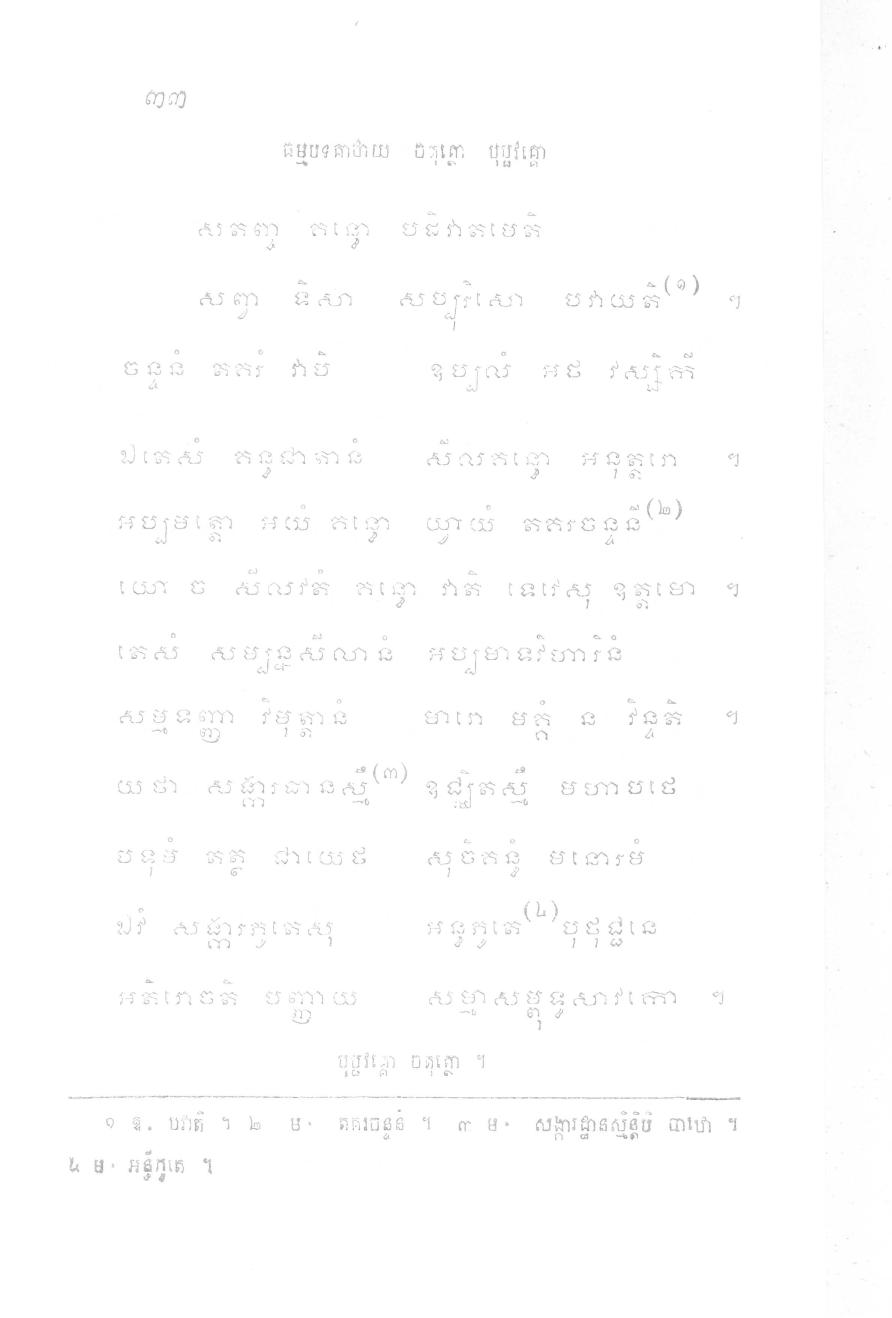 ៣៣
ធម្មបទគាថាយ ចតុត្ថោ បុប្ផវគ្គោ
សតញ្ច គន្ធោ បដិវាតមេតិ
សព្វា ទិសា សប្បុរិសោ បវាយតិ(១) ។
ចន្ទនំ តគរំ វាបិ ឧប្បលំ អថ វស្សិកី
ឯតេសំ គន្ធជាតានំ សីលគន្ធោ អនុត្តរោ ។
អប្បមត្តោ អយំ គន្ធោ យ្វាយំ តគរចន្ទនី(២)
យោ ច សីលវតំ គន្ធោ វាតិ ទេវេសុ ឧត្តមោ ។
តេសំ សម្បន្នសីលានំ អប្បមាទវិហារិនំ
សម្មទញ្ញា វិមុត្តានំ មារោ មគ្គំ ន វិន្ទតិ ។
យថា សង្ការធានស្មឹ(៣) ឧជ្ឈិតស្មឹ មហាបថេ
បទុមំ តត្ថ ជាយេថ សុចិគន្ធំ មនោរមំ
ឯវំ សង្ការភូតេសុ អន្ធភូតេ(៤) បុថុជ្ជនេ
អតិរោចតិ បញ្ញាយ សម្មាសម្ពុទ្ធសាវកោ ។
បុប្ផវគ្គោ ចតុត្ថោ ។
១ ឱ. បវាតិ ។ ២ ម. តគរចន្ទនំ ។ ៣ ម. សង្ការដ្ឋានស្មិន្តិបិ បាឋោ ។
៤ ម. អន្ធីភូតេ ។